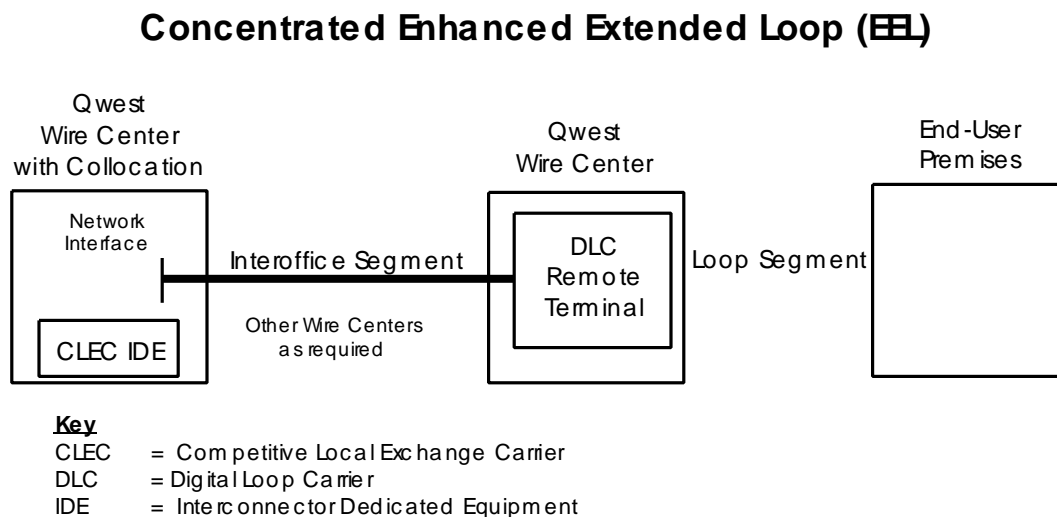 Concentrated Enhanced Extended Loop (EEL)
Qwest
Wire Center
with Collocation
Qwest
Wire Center
End-User
Premises
Network
Interface
Interoffice Segment
DLC
Remote
Terminal
Loop Segment
Other Wire Centers
as required
CLEC IDE
Key
CLEC = Competitive Local Exchange Carrier
DLC = Digital Loop Carrier
IDE = Interconnector Dedicated Equipment